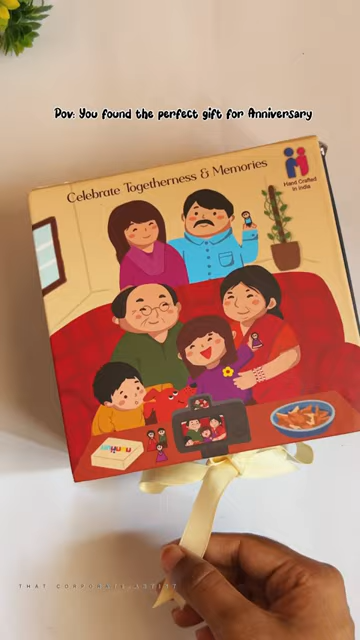 Pov: You found the perfect gift for Anniversary
Celebrate Togetherness & Memories
Hand Crafted
in India